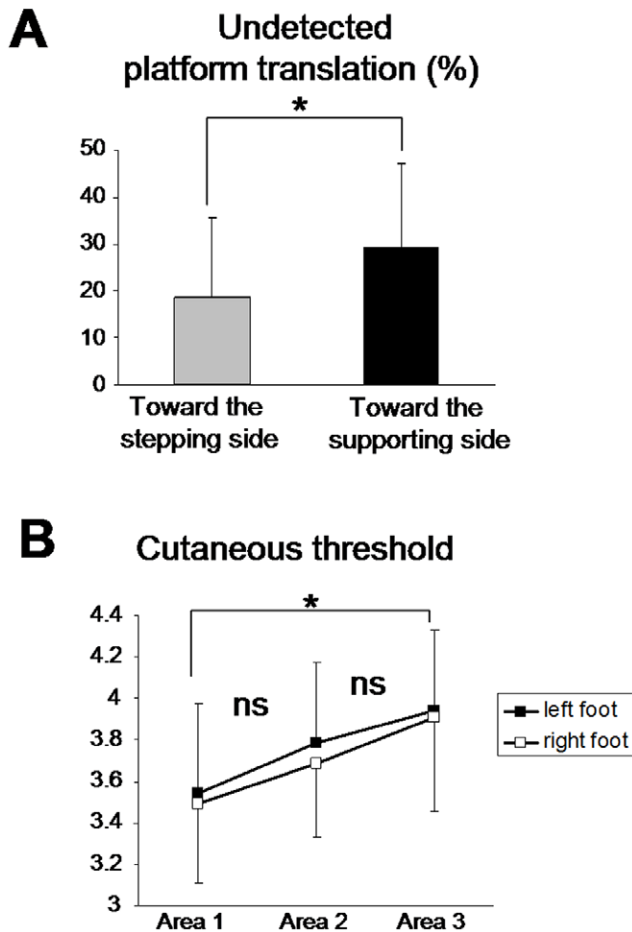 A
Undetected
platform translation (%)
*
50
40
30
20
10
0
Toward the
stepping side
Toward the
supporting side
B
Cutaneous threshold
*
4.4
4.2
4
3.8
3.6
3.4
3.2
3
ns
ns
left foot
right foot
Area 1
Area 2
Area 3